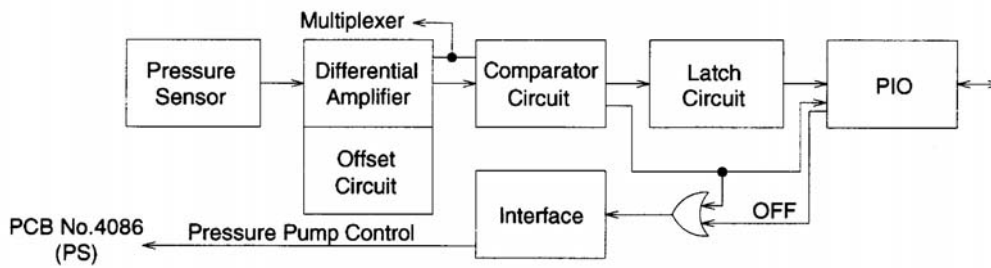 Multiplexer
Pressure
Sensor
Differential
Amplifier
Comparator
Circuit
Latch
Circuit
PIO
Offset
Circuit
Interface
OFF
PCB No.4086
(PS)
Pressure Pump Control